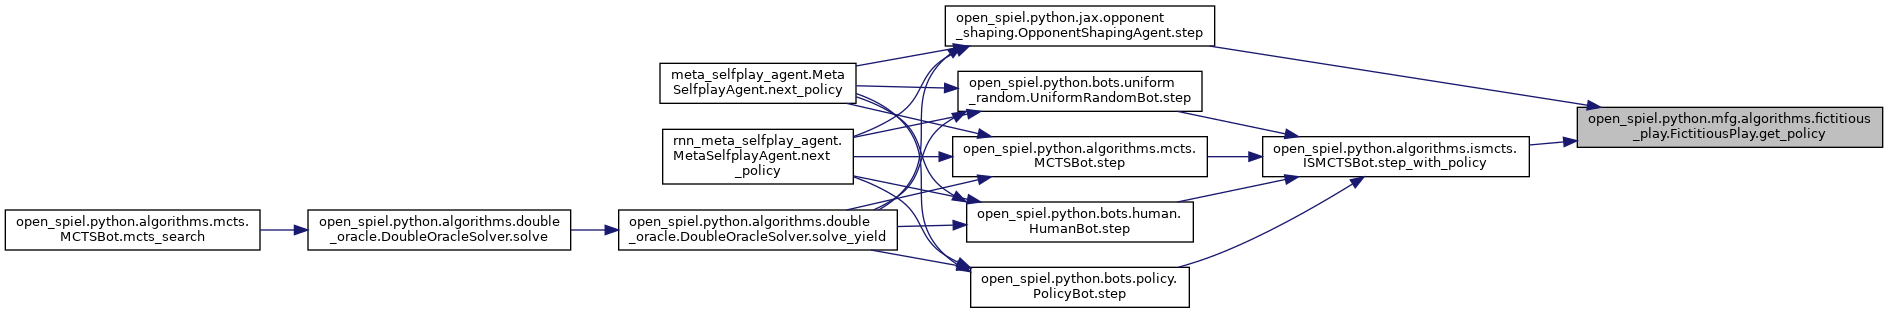 open_spiel.python.jax.opponent
_shaping.OpponentShapingAgent.step
meta_selfplay_agent.Meta
SelfplayAgent.next_policy
open_spiel.python.bots.uniform
_random.UniformRandomBot.step
open_spiel.python.mfg.algorithms.fictitious
_play.FictitiousPlay.get_policy
rnn_meta_selfplay_agent.
MetaSelfplayAgent.next
_policy
open_spiel.python.algorithms.mcts.
MCTSBot.step
open_spiel.python.algorithms.ismcts.
ISMCTSBot.step_with_policy
open_spiel.python.algorithms.mcts.
MCTSBot.mcts_search
open_spiel.python.algorithms.double
_oracle.DoubleOracleSolver.solve
open_spiel.python.algorithms.double
_oracle.DoubleOracleSolver.solve_yield
open_spiel.python.bots.human.
HumanBot.step
open_spiel.python.bots.policy.
PolicyBot.step